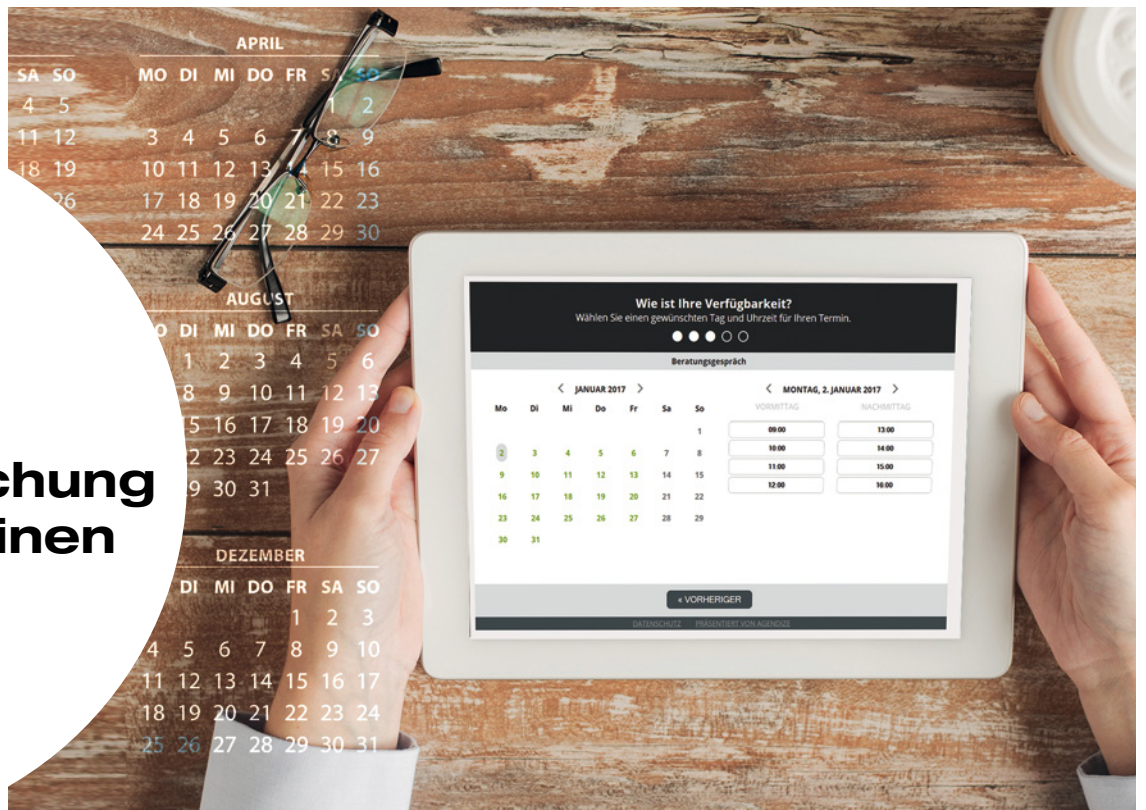 SA SO
4 5
11 12
18 19
26
APRIL
MO DI MI DO FR SA SO
1 2
3 4 5 6 7 8 9
10 11 12 13 14 15 16
17 18 19 20 21 22 23
24 25 26 27 28 29 30
AUGUST
DI MI DO FR SA SO
1 2 3 4 5 6
8 9 10 11 12 13
5 16 17 18 19 20
2 23 24 25 26 27
9 30 31
chung
inen
DEZEMBER
DI MI DO FR SA SO
1 2 3
4 5 6 7 8 9 10
11 12 13 14 15 16 17
18 19 20 21 22 23 24
25 26 27 28 29 30 31
Wie ist Ihre Verfügbarkeit?
Wählen Sie einen gewünschten Tag und Uhrzeit für Ihren Termin.
Beratungsgespräch
< JANUAR 2017 >
Mo Di Mi Do Fr Sa So
1
2 3 4 5 6 7 8
9 10 11 12 13 14 15
16 17 18 19 20 21 22
23 24 25 26 27 28 29
30 31
< MONTAG, 2. JANUAR 2017 >
VORMITTAG NACHMITTAG
09:00 13:00
10:00 14:00
11:00 15:00
12:00 16:00
« VORHERIGER
DATENSCHUTZ PRÄSENTIERT VON AGENDIZE